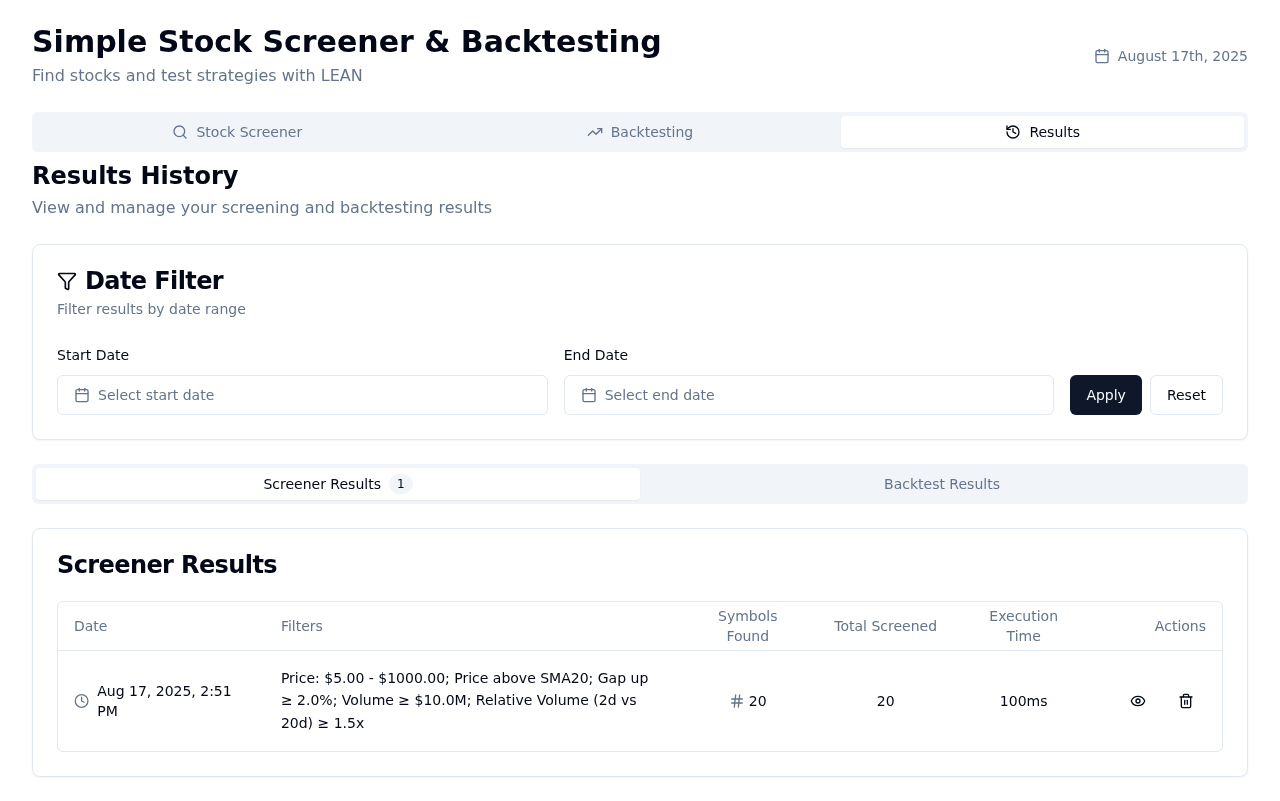 Simple Stock Screener & Backtesting
Find stocks and test strategies with LEAN
August 17th, 2025
Stock Screener
Backtesting
Results
Results History
View and manage your screening and backtesting results
Date Filter
Filter results by date range
Start Date
End Date
Select start date
Select end date
Apply
Reset
Screener Results 1
Backtest Results
Screener Results
Date
Filters
Symbols
Found
Total Screened
Execution
Time
Actions
Aug 17, 2025, 2:51
PM
Price: $5.00 - $1000.00; Price above SMA20; Gap up
≥ 2.0%; Volume ≥ $10.0M; Relative Volume (2d vs
20d) ≥ 1.5x
# 20
20
100ms